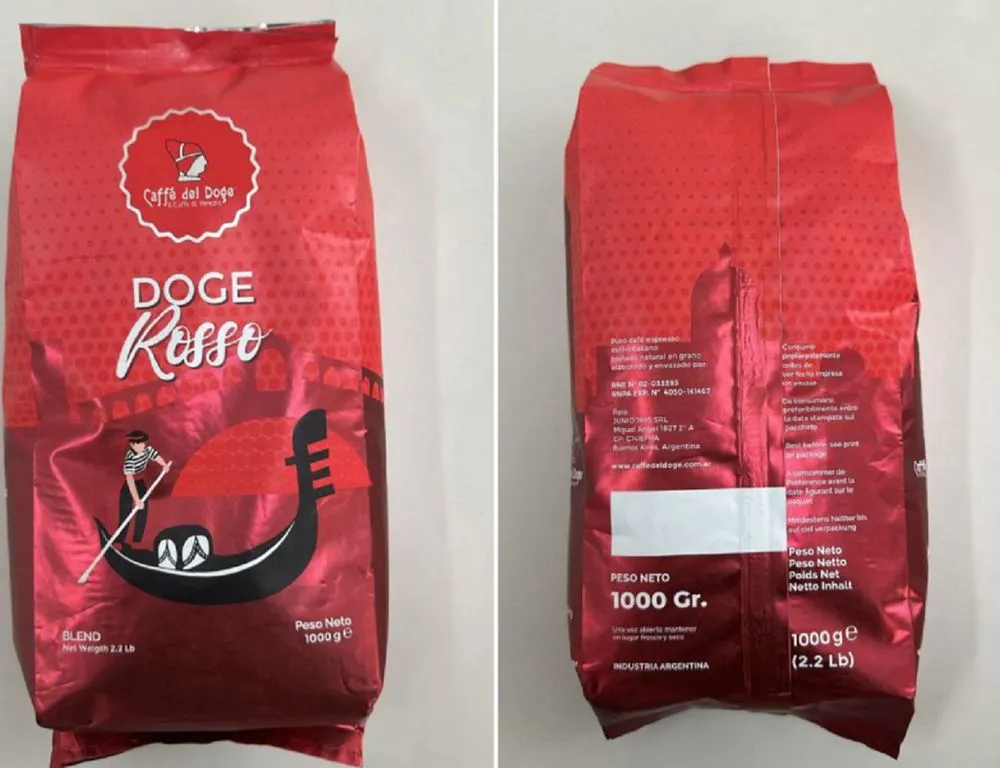 Caffé del Doge
Il Caffè di Venezia
DOGE
Rosso
BLEND
Net Weigth 2.2 Lb
Peso Neto
1000 g e
Puro café espresso
estilo italiano
tostado natural en grano
elaborado y envasado por:
RNE N° 02-033393
RNPA EXP. N° 4050-141467
Para:
JUNIO 1995 SRL
Miguel Angel 1827 2° A
CP: C1416
Buenos Aires, Argentina
www.caffedeldoge.com.ar
PESO NETO
1000 Gr.
Una vez abierto mantener
en lugar fresco y seco
INDUSTRIA ARGENTINA
Consumir
preferentemente
antes de
ver fecha impresa
en envase
Da consumarsi
preferibilmente entro
la data stampata sul
pacchetto
Best before: see print
on package
A consommer de
Preference avant la
date figurant sur le
paquet
Mindestens haltbar bis
auf del verpackung
Peso Neto
Peso Netto
Poids Net
Netto Inhalt
1000 g e
(2.2 Lb)